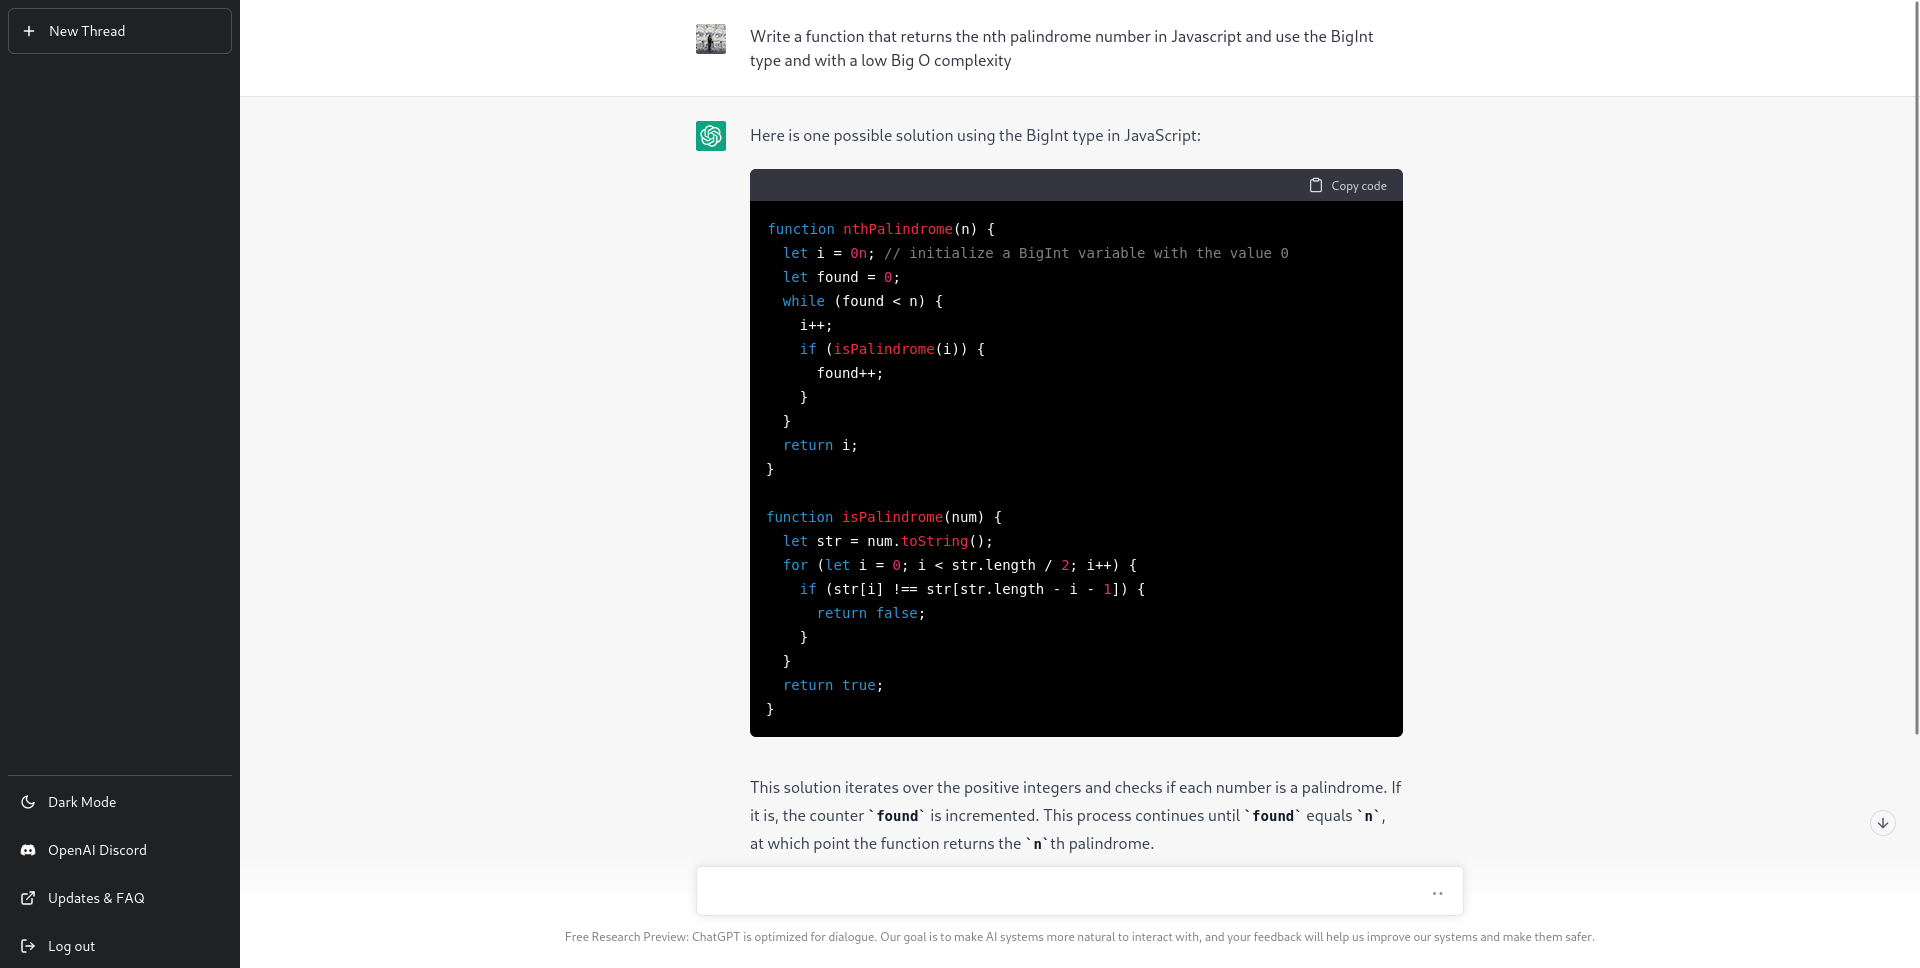 New Thread
Write a function that returns the nth palindrome number in Javascript and use the BigInt
type and with a low Big O complexity
Here is one possible solution using the BigInt type in JavaScript:
Copy code
function nthPalindrome(n) {
  let i = 0n; // initialize a BigInt variable with the value 0
  let found = 0;
  while (found < n) {
    i++;
    if (isPalindrome(i)) {
      found++;
    }
  }
  return i;
}
function isPalindrome(num) {
  let str = num.toString();
  for (let i = 0; i < str.length / 2; i++) {
    if (str[i] !== str[str.length - i - 1]) {
      return false;
    }
  }
  return true;
}
This solution iterates over the positive integers and checks if each number is a palindrome. If
it is, the counter `found` is incremented. This process continues until `found` equals `n`,
at which point the function returns the `n`th palindrome.
Dark Mode
OpenAI Discord
Updates & FAQ
Log out
Free Research Preview: ChatGPT is optimized for dialogue. Our goal is to make AI systems more natural to interact with, and your feedback will help us improve our systems and make them safer.